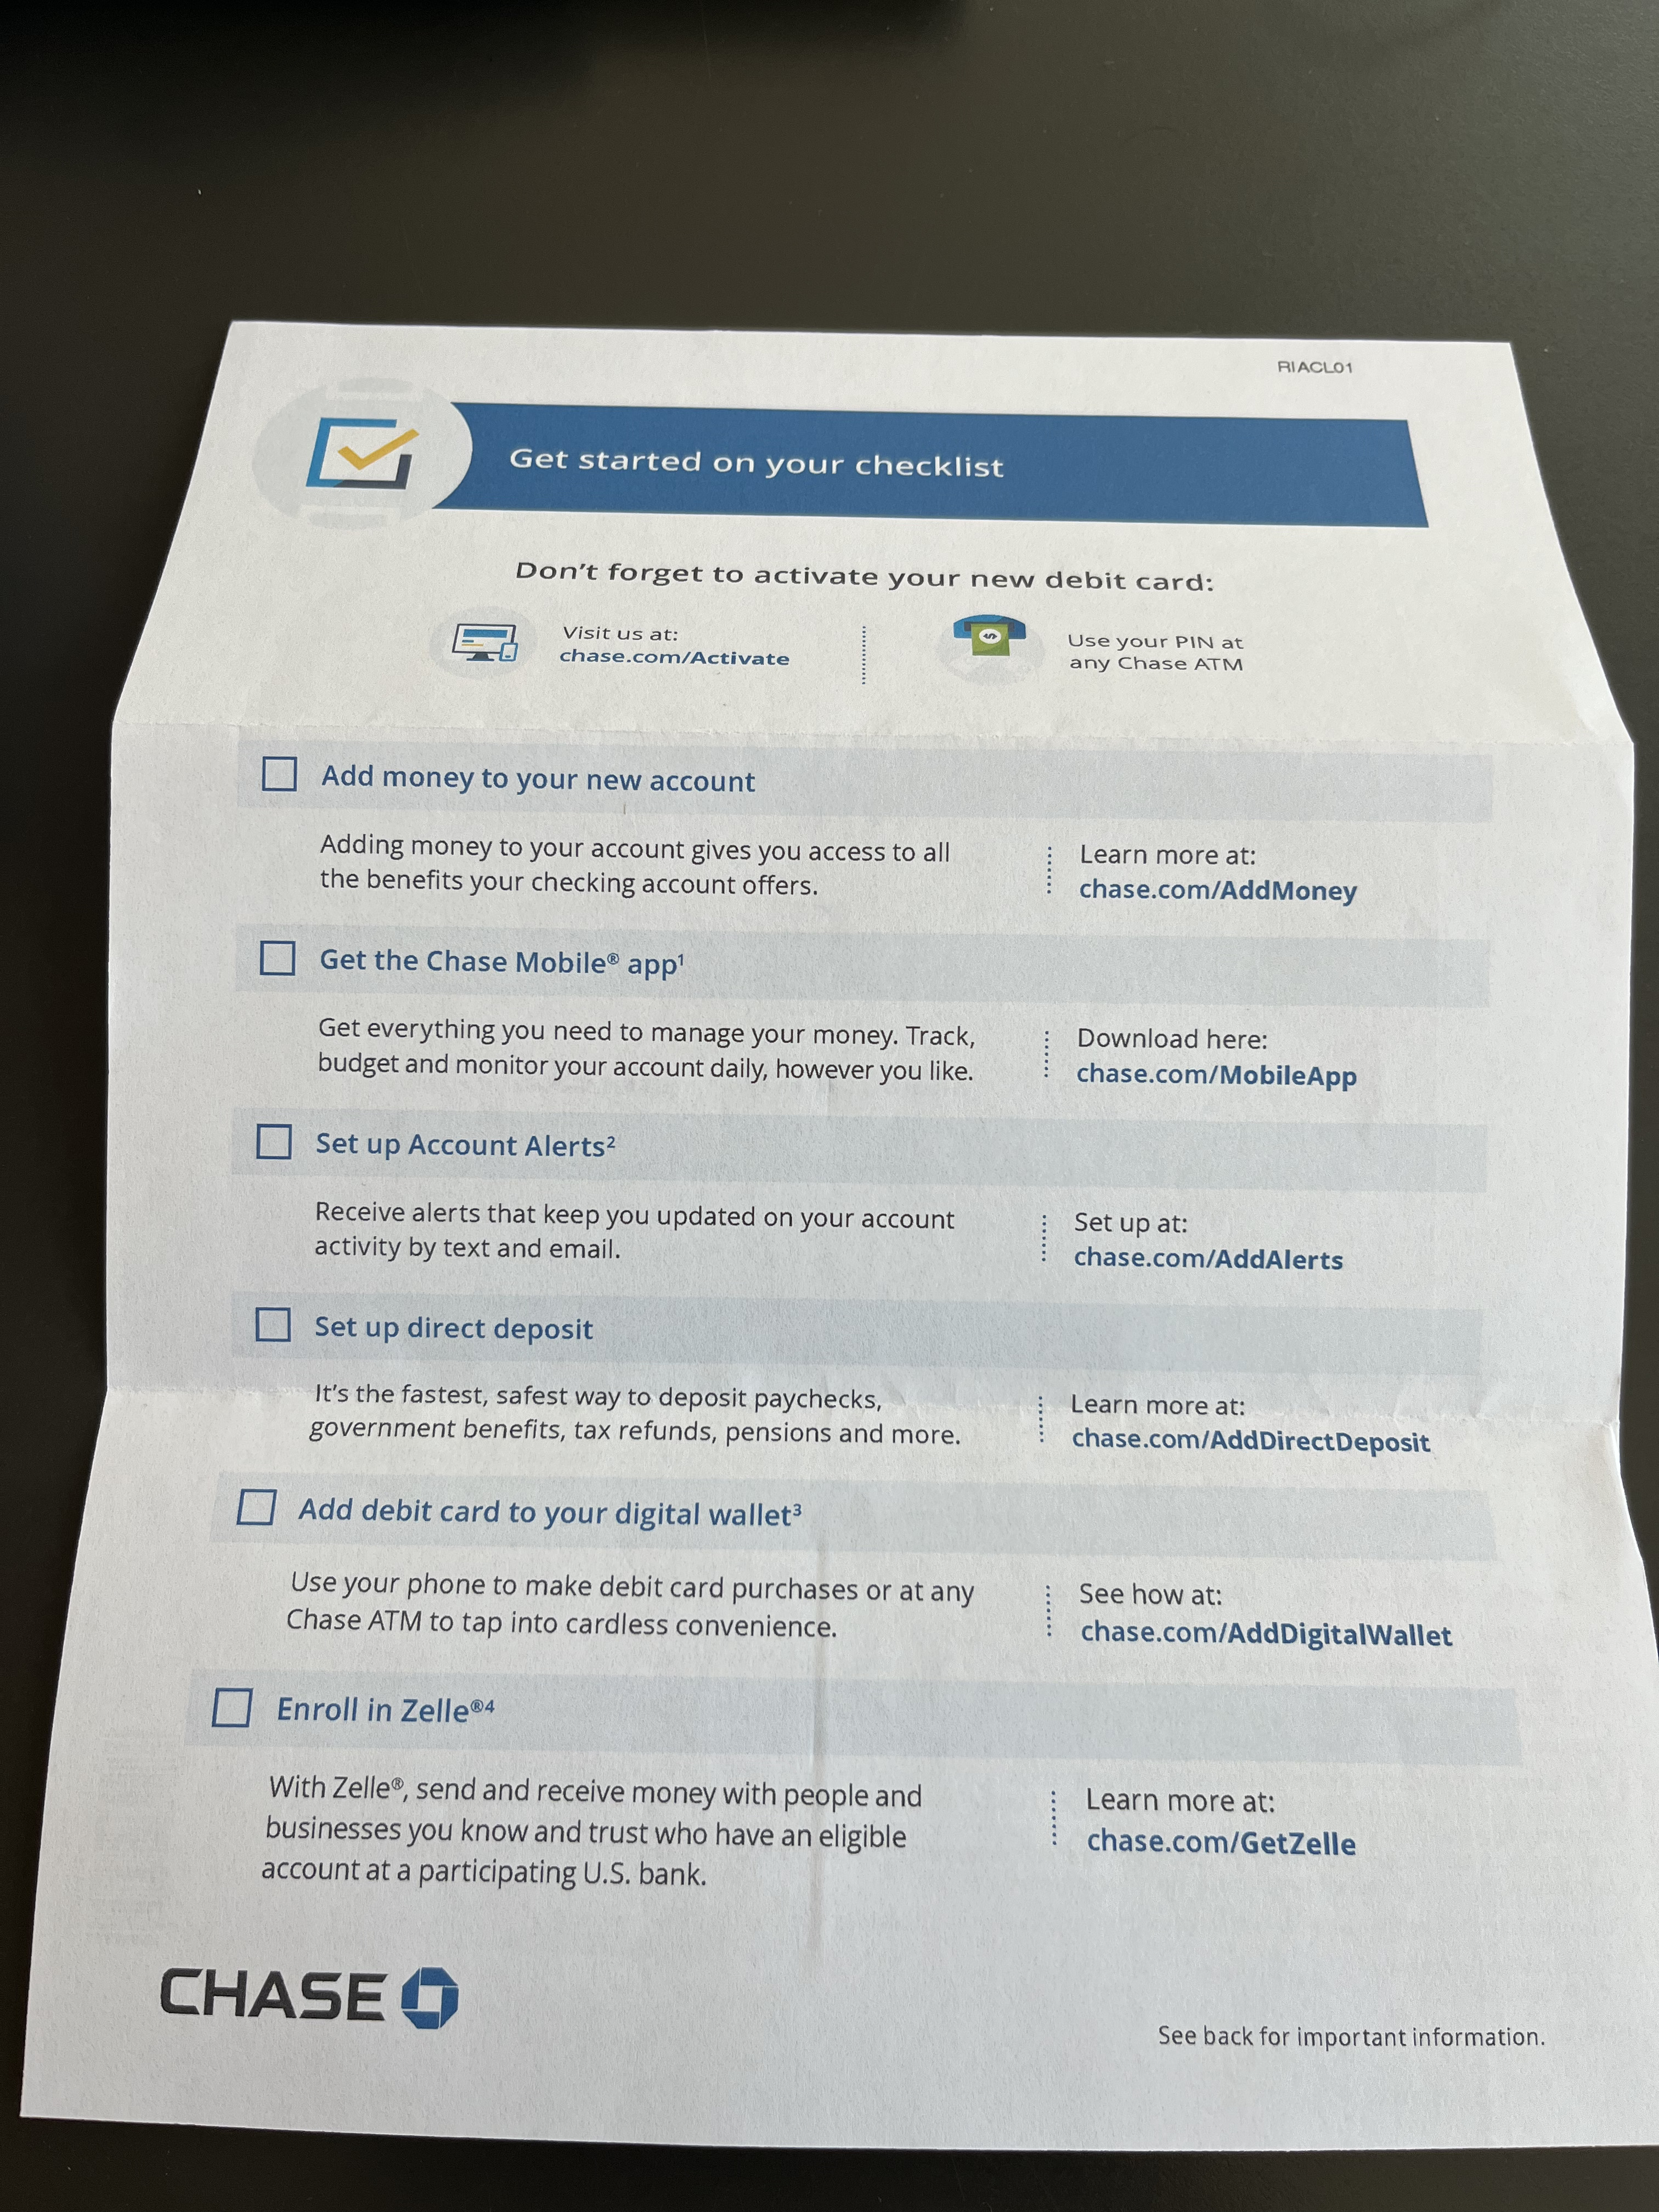 RIACL01
Get started on your checklist
Don't forget to activate your new debit card:
Visit us at:
chase.com/Activate
Use your PIN at
any Chase ATM
Add money to your new account
Adding money to your account gives you access to all
the benefits your checking account offers.
Learn more at:
chase.com/AddMoney
Get the Chase Mobile® app¹
Get everything you need to manage your money. Track,
budget and monitor your account daily, however you like.
Download here:
chase.com/MobileApp
Set up Account Alerts²
Receive alerts that keep you updated on your account
activity by text and email.
Set up at:
chase.com/AddAlerts
Set up direct deposit
It's the fastest, safest way to deposit paychecks,
government benefits, tax refunds, pensions and more.
Learn more at:
chase.com/AddDirectDeposit
Add debit card to your digital wallet³
Use your phone to make debit card purchases or at any
Chase ATM to tap into cardless convenience.
See how at:
chase.com/AddDigitalWallet
Enroll in Zelle®⁴
With Zelle®, send and receive money with people and
businesses you know and trust who have an eligible
account at a participating U.S. bank.
Learn more at:
chase.com/GetZelle
CHASE
See back for important information.